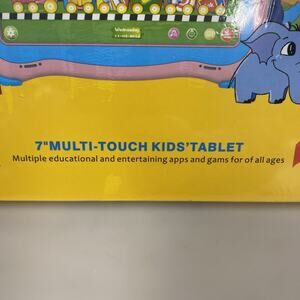 Wednesday
7"MULTI-TOUCH KIDS'TABLET
Multiple educational and entertaining apps and gams for of all ages